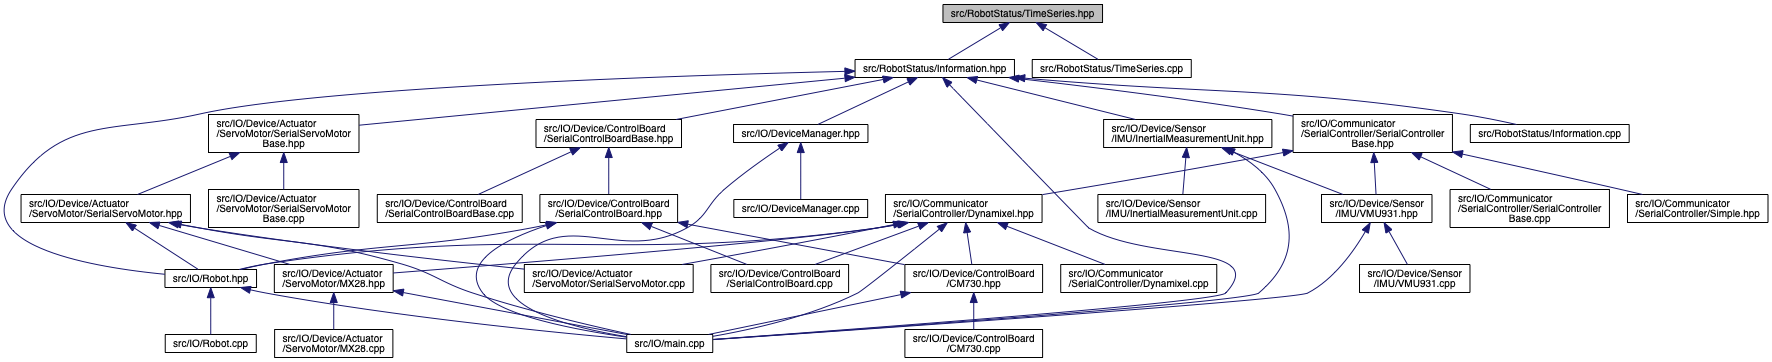 src/RobotStatus/TimeSeries.hpp
src/RobotStatus/Information.hpp
src/RobotStatus/TimeSeries.cpp
src/IO/Device/Actuator
/ServoMotor/SerialServoMotor
Base.hpp
src/IO/Device/ControlBoard
/SerialControlBoardBase.hpp
src/IO/DeviceManager.hpp
src/IO/Device/Sensor
/IMU/InertialMeasurementUnit.hpp
src/IO/Communicator
/SerialController/SerialController
Base.hpp
src/RobotStatus/Information.cpp
src/IO/Device/Actuator
/ServoMotor/SerialServoMotor.hpp
src/IO/Device/Actuator
/ServoMotor/SerialServoMotor
Base.cpp
src/IO/Device/ControlBoard
/SerialControlBoardBase.cpp
src/IO/Device/ControlBoard
/SerialControlBoard.hpp
src/IO/DeviceManager.cpp
src/IO/Communicator
/SerialController/Dynamixel.hpp
src/IO/Device/Sensor
/IMU/InertialMeasurementUnit.cpp
src/IO/Device/Sensor
/IMU/VMU931.hpp
src/IO/Communicator
/SerialController/SerialController
Base.cpp
src/IO/Communicator
/SerialController/Simple.hpp
src/IO/Robot.hpp
src/IO/Device/Actuator
/ServoMotor/MX28.hpp
src/IO/Device/Actuator
/ServoMotor/SerialServoMotor.cpp
src/IO/Device/ControlBoard
/SerialControlBoard.cpp
src/IO/Device/ControlBoard
/CM730.hpp
src/IO/Communicator
/SerialController/Dynamixel.cpp
src/IO/Device/Sensor
/IMU/VMU931.cpp
src/IO/Robot.cpp
src/IO/Device/Actuator
/ServoMotor/MX28.cpp
src/IO/main.cpp
src/IO/Device/ControlBoard
/CM730.cpp